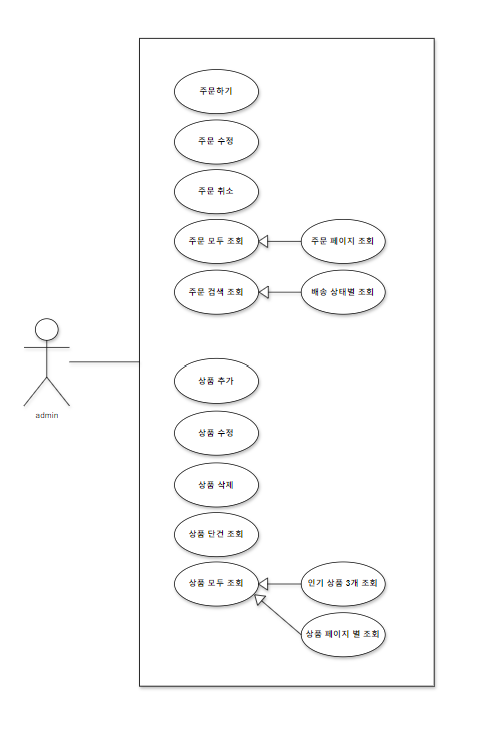 주문하기
주문 수정
주문 취소
주문 모두 조회
주문 페이지 조회
주문 검색 조회
배송 상태별 조회
admin
상품 추가
상품 수정
상품 삭제
상품 단건 조회
상품 모두 조회
인기 상품 3개 조회
상품 페이지 별 조회